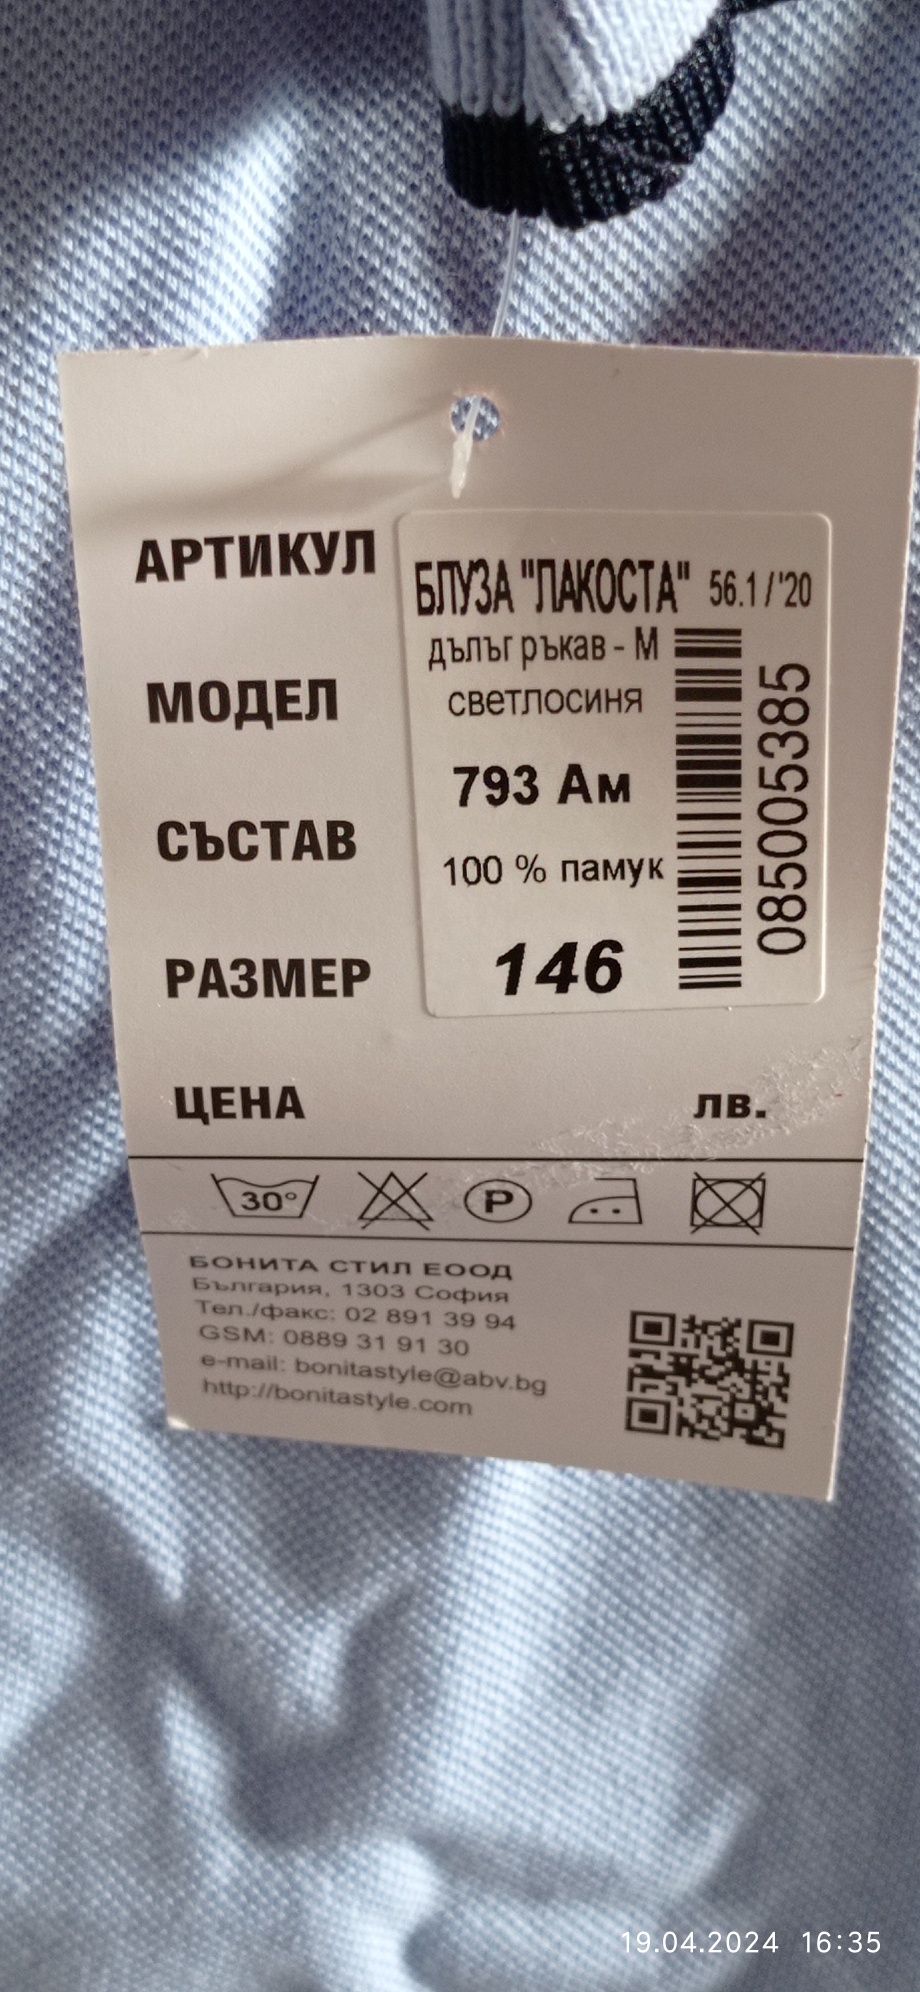 АРТИКУЛ
БЛУЗА "ЛАКОСТА" 56.1 / '20
дълъг ръкав - М
МОДЕЛ
светлосиня
793 Ам
СЪСТАВ
100 % памук
РАЗМЕР
146
085005385
ЦЕНА лв.
30° P
БОНИТА СТИЛ ЕООД
България, 1303 София
Тел./факс: 02 891 39 94
GSM: 0889 31 91 30
e-mail: bonitastyle@abv.bg
http://bonitastyle.com
19.04.2024 16:35